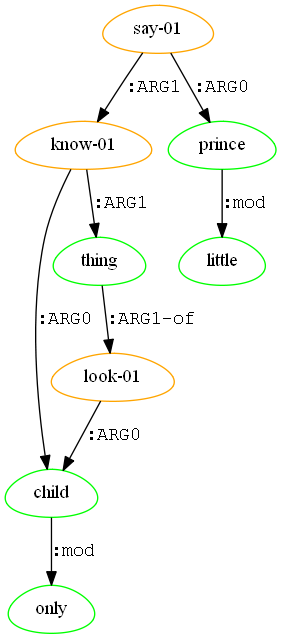 say-01
:ARG1 :ARG0
know-01 prince
:ARG1 :mod
thing little
:ARG0 :ARG1-of
look-01
:ARG0
child
:mod
only